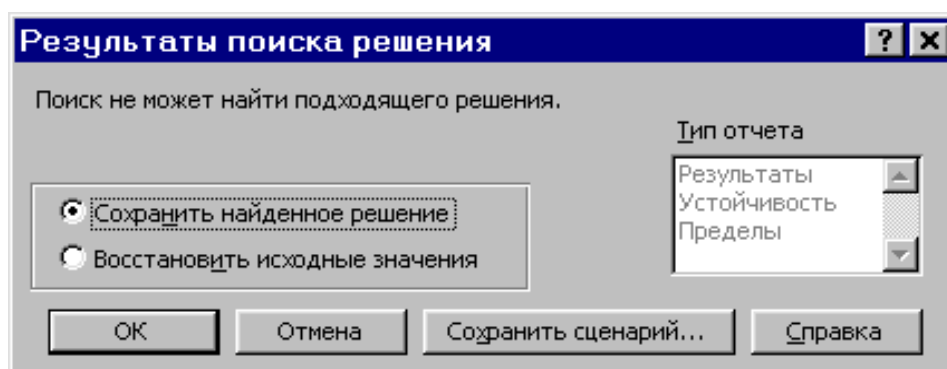 Результаты поиска решения
Поиск не может найти подходящего решения.
Тип отчета
Результаты
Устойчивость
Пределы
Сохранить найденное решение
Восстановить исходные значения
ОК Отмена Сохранить сценарий... Справка